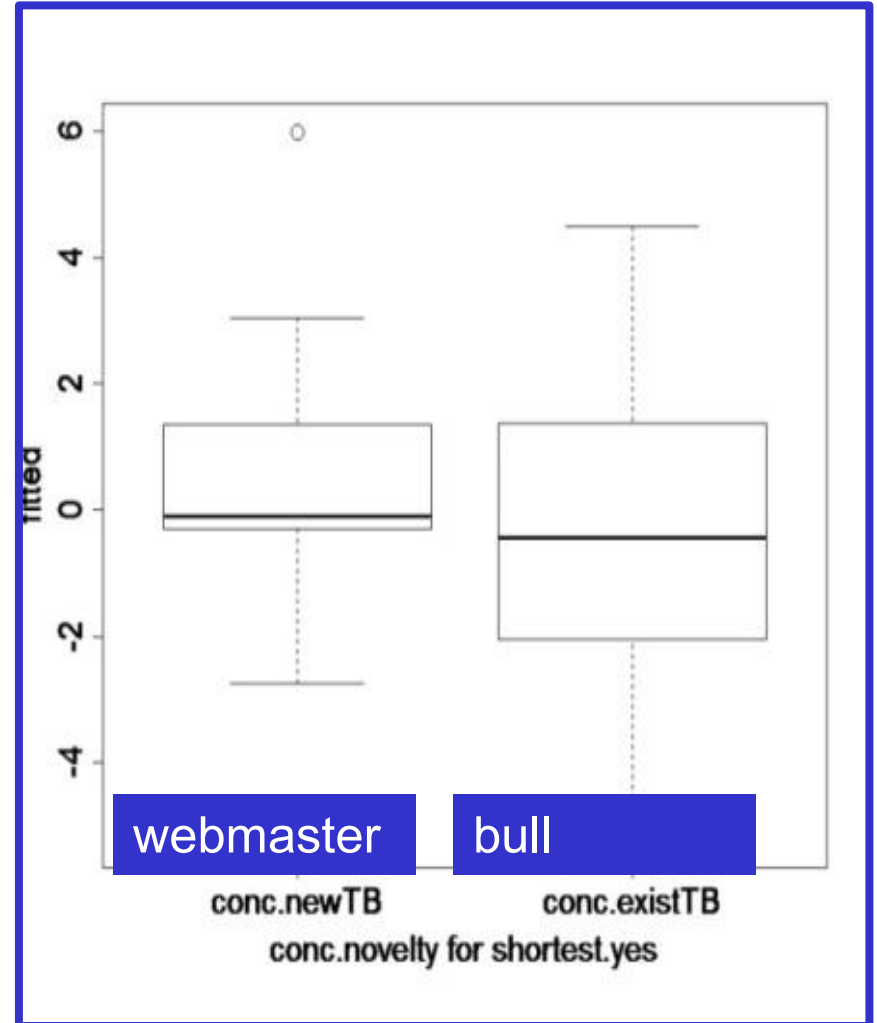 6
4
2
0
-2
-4
fitted
webmaster
bull
conc.newTB
conc.existTB
conc.novelty for shortest.yes